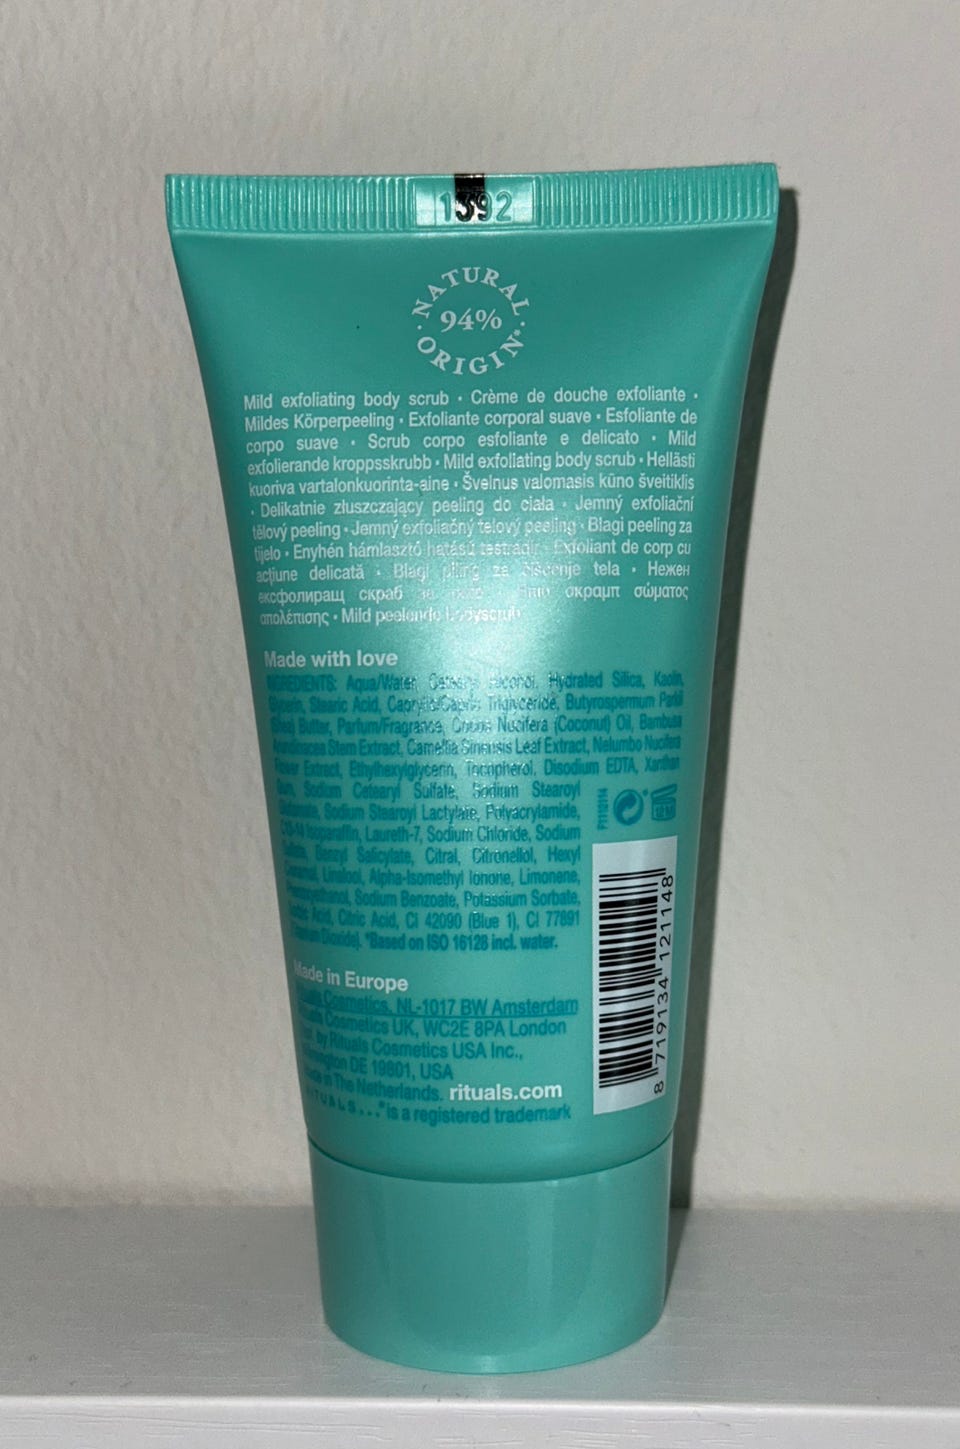 1392
NATURAL
94%
ORIGIN*
Mild exfoliating body scrub • Crème de douche exfoliante •
Mildes Körperpeeling • Exfoliante corporal suave • Esfoliante de
corpo suave • Scrub corpo esfoliante e delicato • Mild
exfolierande kroppsskrubb • Mild exfoliating body scrub • Hellästi
kuoriva vartalonkuorinta-aine • Švelnus valomasis kūno šveitiklis
• Delikatnie złuszczający peeling do ciała • Jemný exfoliační
tělový peeling • Jemný exfoliačný telový peeling • Blagi peeling za
tijelo • Enyhén hámlasztó hatású testradír • Exfoliant de corp cu
acțiune delicată • Blagi piling za čišćenje tela • Нежен
ексфолиращ скраб за σκραμπ σώματος
απολέπισης • Mild peelende bodyscrub
Made with love
INGREDIENTS: Aqua/Water, Cetearyl Alcohol, Hydrated Silica, Kaolin,
Glycerin, Stearic Acid, Caprylic/Capric Triglyceride, Butyrospermum Parkii
(Shea) Butter, Parfum/Fragrance, Cocos Nucifera (Coconut) Oil, Bambusa
Arundinacea Stem Extract, Camellia Sinensis Leaf Extract, Nelumbo Nucifera
Flower Extract, Ethylhexylglycerin, Tocopherol, Disodium EDTA, Xanthan
Gum, Sodium Cetearyl Sulfate, Sodium Stearoyl
Glutamate, Sodium Stearoyl Lactylate, Polyacrylamide,
C13-14 Isoparaffin, Laureth-7, Sodium Chloride, Sodium
Sulfate, Benzyl Salicylate, Citral, Citronellol, Hexyl
Cinnamal, Linalool, Alpha-Isomethyl Ionone, Limonene,
Phenoxyethanol, Sodium Benzoate, Potassium Sorbate,
Sorbic Acid, Citric Acid, CI 42090 (Blue 1), CI 77891
(Titanium Dioxide). *Based on ISO 16128 incl. water.
12M
Made in Europe
Rituals Cosmetics, NL-1017 BW Amsterdam
Rituals Cosmetics UK, WC2E 8PA London
Dist. by Rituals Cosmetics USA Inc.,
Wilmington DE 19801, USA
Made in The Netherlands. rituals.com
RITUALS...® is a registered trademark
8 719134 121148